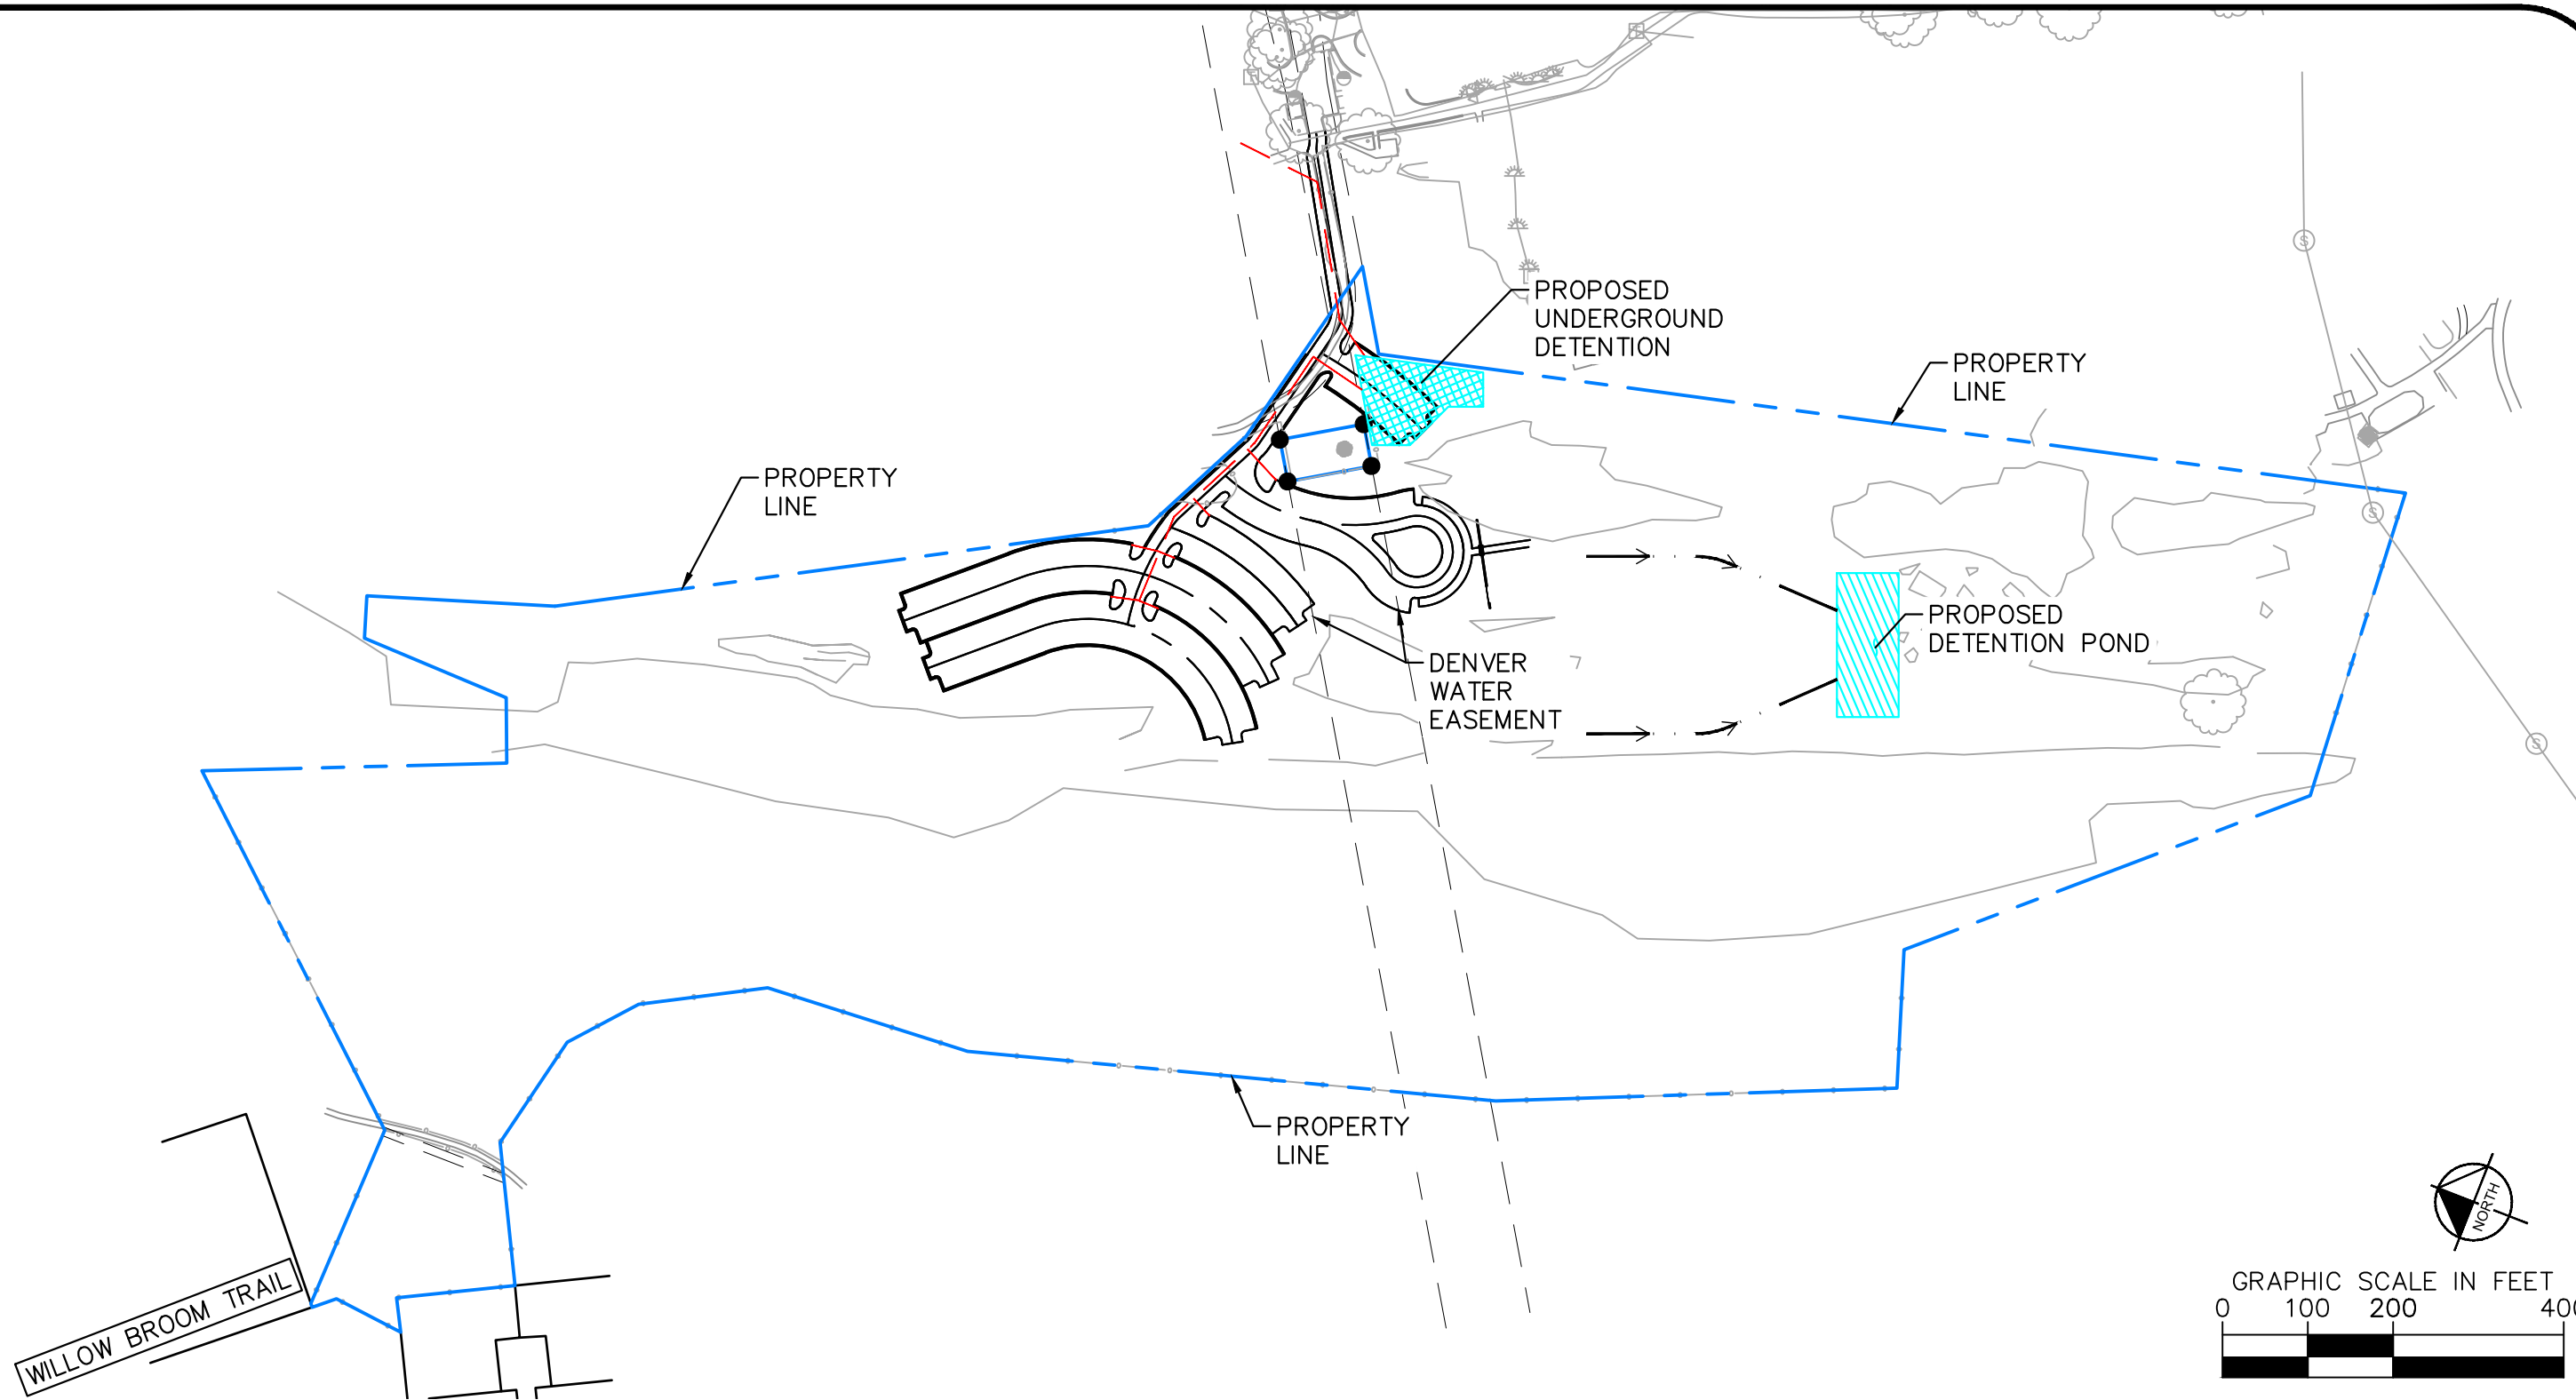 PROPOSED
UNDERGROUND
DETENTION
PROPERTY
LINE
PROPERTY
LINE
PROPOSED
DETENTION POND
DENVER
WATER
EASEMENT
PROPERTY
LINE
WILLOW BROOM TRAIL
NORTH
GRAPHIC SCALE IN FEET
0 100 200
S
S
S